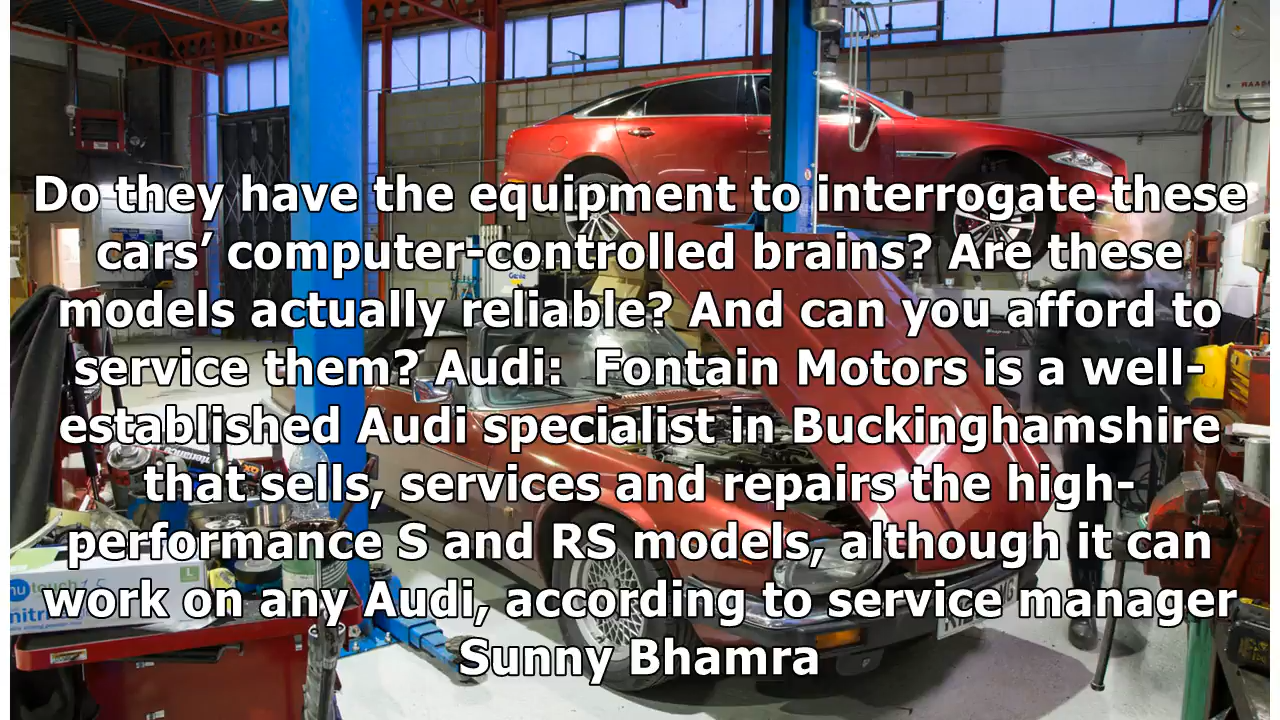 Do they have the equipment to interrogate these
cars’ computer-controlled brains? Are these
models actually reliable? And can you afford to
service them? Audi:  Fontain Motors is a well-
established Audi specialist in Buckinghamshire
that sells, services and repairs the high-
performance S and RS models, although it can
work on any Audi, according to service manager
Sunny Bhamra
Genie
touch
L
nitri